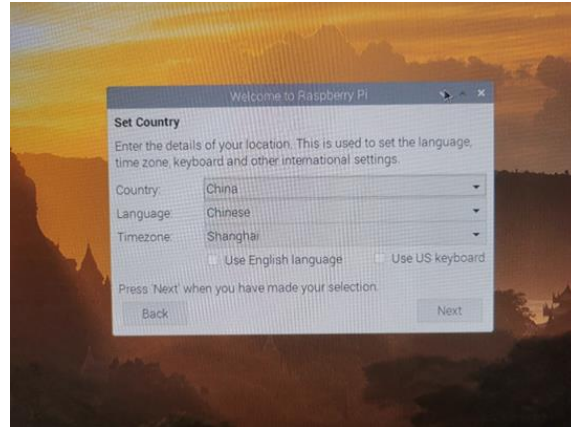 Welcome to Raspberry Pi
Set Country
Enter the details of your location. This is used to set the language,
time zone, keyboard and other international settings.
Country: China
Language: Chinese
Timezone: Shanghai
Use English language Use US keyboard
Press 'Next' when you have made your selection.
Back Next